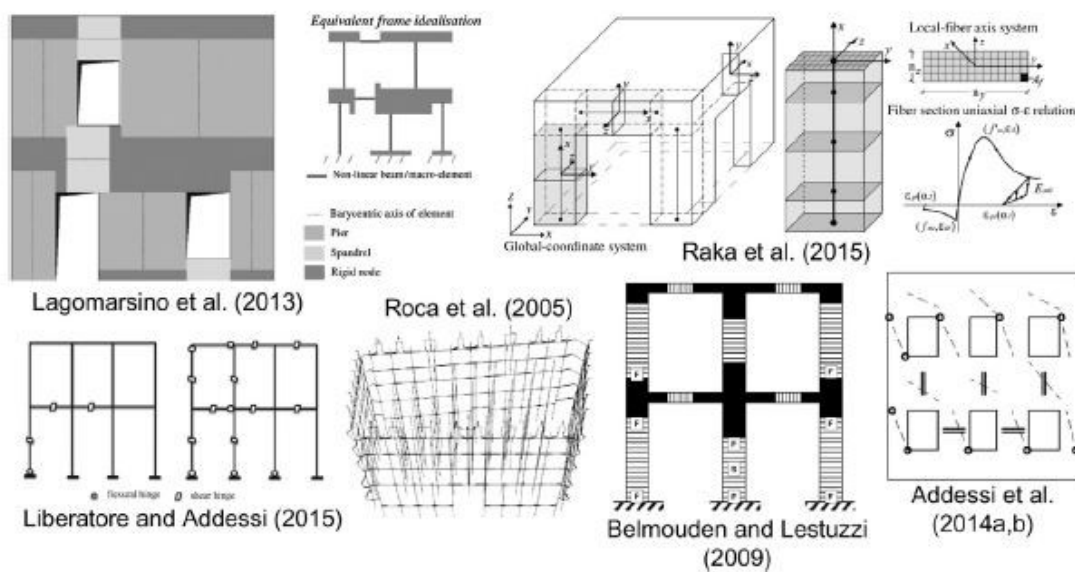 Equivalent frame idealisation
Non-linear beam/macro-element
Barycentric axis of element
Pier
Spandrel
Rigid node
Lagomarsino et al. (2013)
Global-coordinate system
Local-fiber axis system
Fiber section uniaxial σ-ε relation
Raka et al. (2015)
Roca et al. (2005)
flexural hinge
shear hinge
Liberatore and Addessi (2015)
F
F
F
F
F
F
S
F
F
F
Belmouden and Lestuzzi
(2009)
Addessi et al.
(2014a,b)